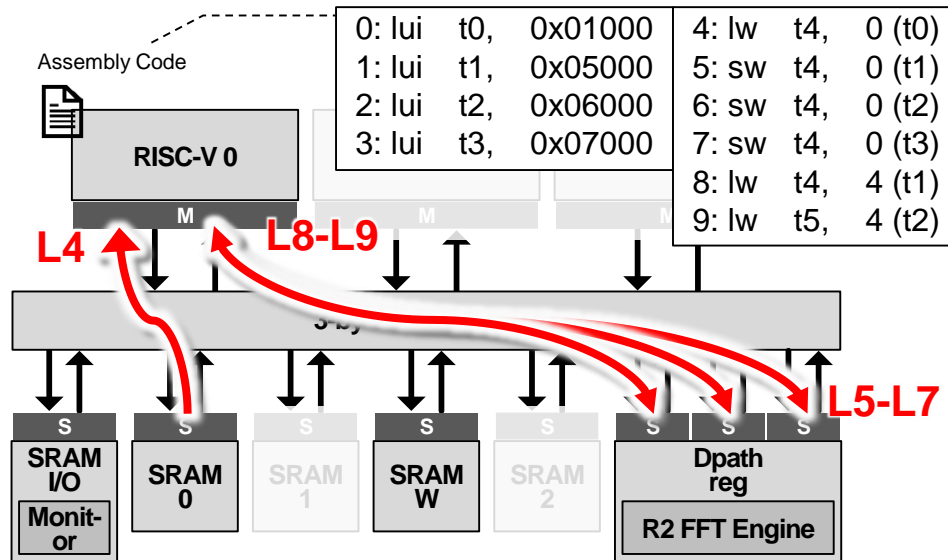 Assembly Code
0: lui t0, 0x01000
1: lui t1, 0x05000
2: lui t2, 0x06000
3: lui t3, 0x07000
4: lw t4, 0 (t0)
5: sw t4, 0 (t1)
6: sw t4, 0 (t2)
7: sw t4, 0 (t3)
8: lw t4, 4 (t1)
9: lw t5, 4 (t2)
RISC-V 0
M
M
M
L4
L8-L9
L5-L7
S
S
S
S
S
S
S
S
SRAM
I/O
Monit-
or
SRAM
0
SRAM
1
SRAM
W
SRAM
2
Dpath
reg
R2 FFT Engine